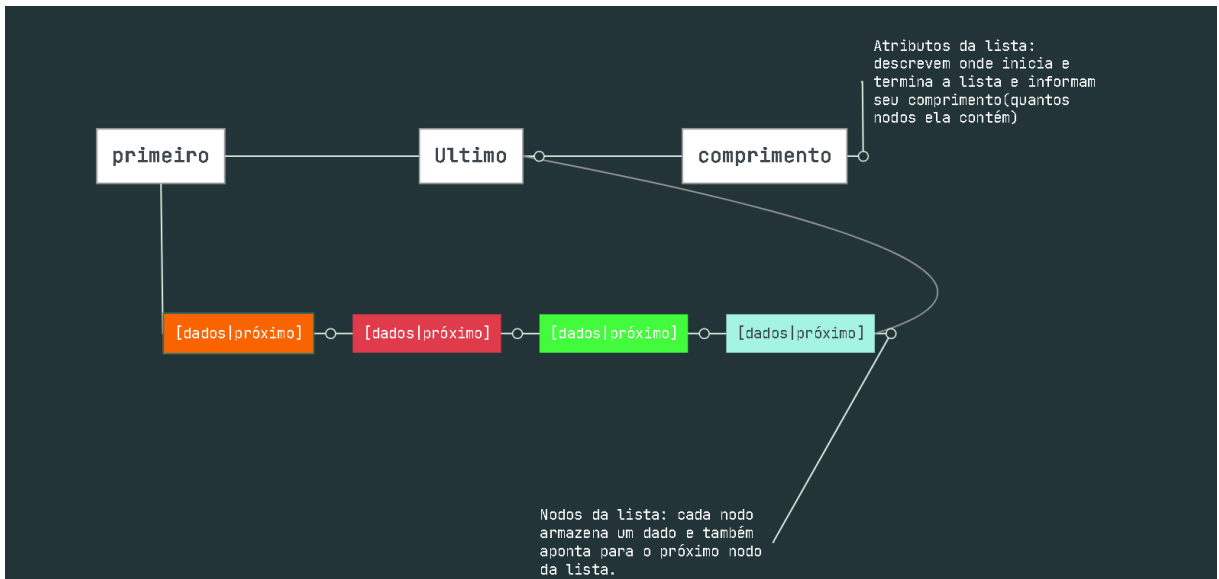 Atributos da lista:
descrevem onde inicia e
termina a lista e informam
seu comprimento(quantos
nodos ela contém)
primeiro
Ultimo
comprimento
[dados|próximo]
[dados|próximo]
[dados|próximo]
[dados|próximo]
Nodos da lista: cada nodo
armazena um dado e também
aponta para o próximo nodo
da lista.